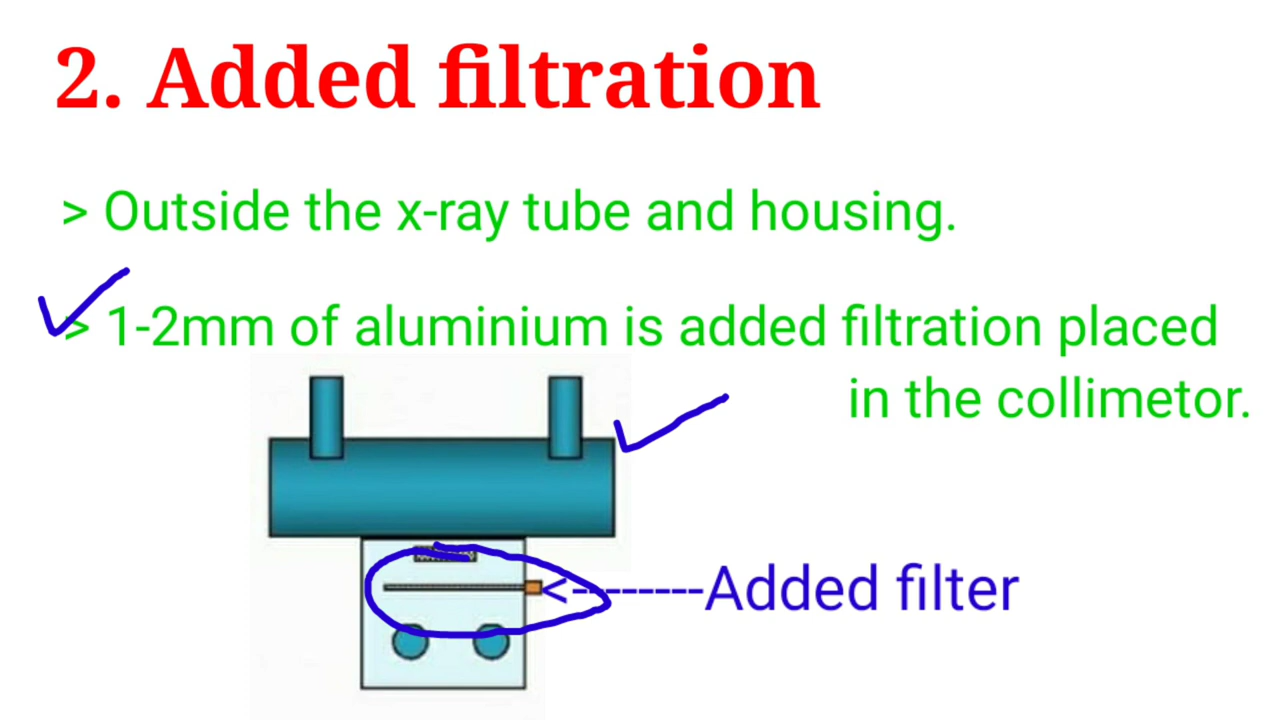 2. Added filtration
> Outside the x-ray tube and housing.
> 1-2mm of aluminium is added filtration placed
in the collimetor.
<--------Added filter